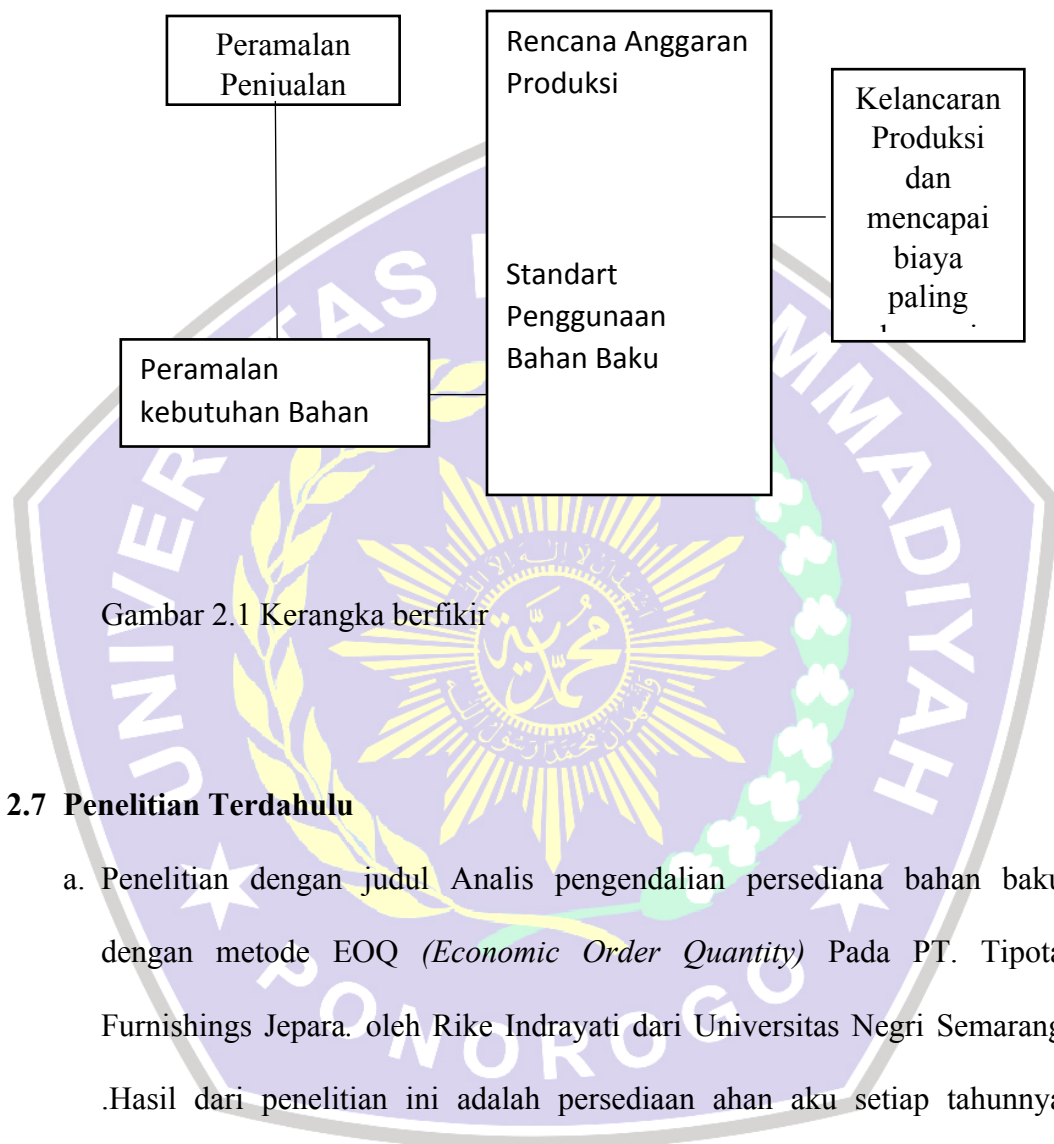 Peramalan
Penjualan
Rencana Anggaran
Produksi
Standart
Penggunaan
Bahan Baku
Kelancaran
Produksi
dan
mencapai
biaya
paling
Peramalan
kebutuhan Bahan
Gambar 2.1 Kerangka berfikir
2.7 Penelitian Terdahulu
a. Penelitian dengan judul Analis pengendalian persediana bahan baku
dengan metode EOQ (Economic Order Quantity) Pada PT. Tipota
Furnishings Jepara. oleh Rike Indrayati dari Universitas Negri Semarang
.Hasil dari penelitian ini adalah persediaan ahan aku setiap tahunnya
PONOROGO